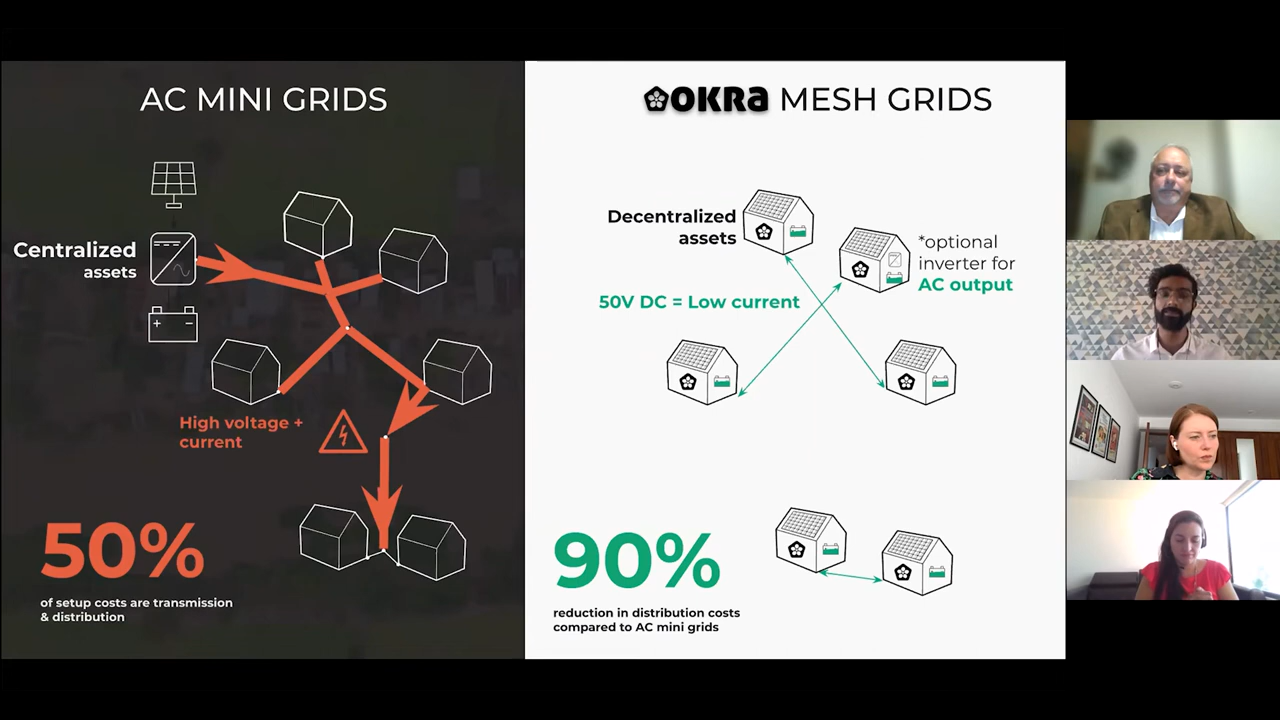 AC MINI GRIDS
Centralized
assets
High voltage +
current
50%
of setup costs are transmission
& distribution
OKRA MESH GRIDS
Decentralized
assets
*optional
inverter for
AC output
50V DC = Low current
90%
reduction in distribution costs
compared to AC mini grids